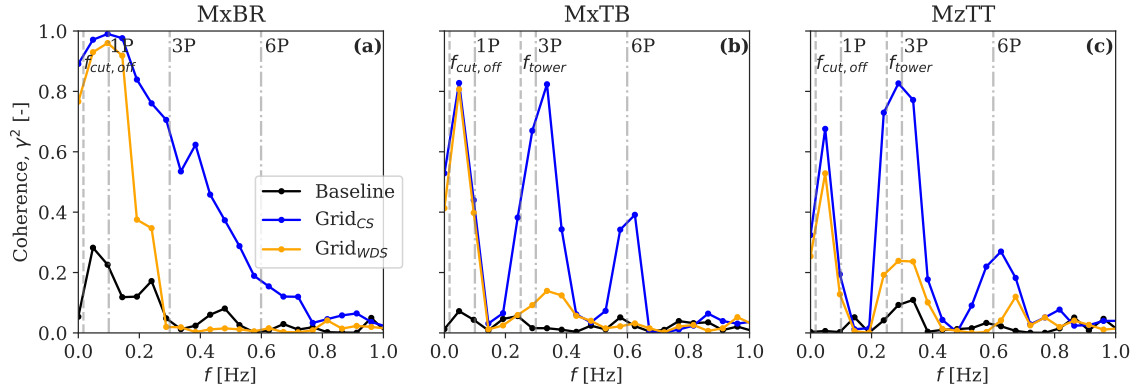 MxBR
MxTB
MzTT
Coherence, γ² [-]
1.0
0.8
0.6
0.4
0.2
0.0
1P
3P
6P
(a)
f_cut,off
Baseline
Grid_CS
Grid_WDS
0.0 0.2 0.4 0.6 0.8 1.0
f [Hz]
1P
3P
6P
(b)
f_cut,off
f_tower
0.0 0.2 0.4 0.6 0.8 1.0
f [Hz]
1P
3P
6P
(c)
f_cut,off
f_tower
0.0 0.2 0.4 0.6 0.8 1.0
f [Hz]